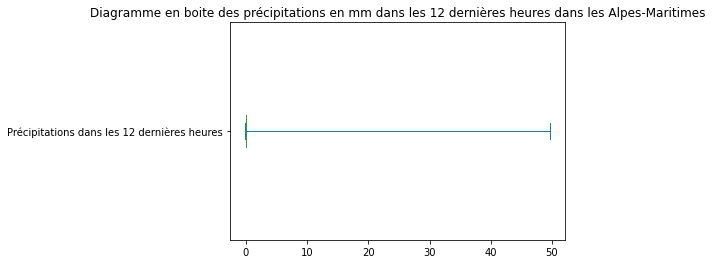 Diagramme en boite des précipitations en mm dans les 12 dernières heures dans les Alpes-Maritimes
Précipitations dans les 12 dernières heures
0 10 20 30 40 50